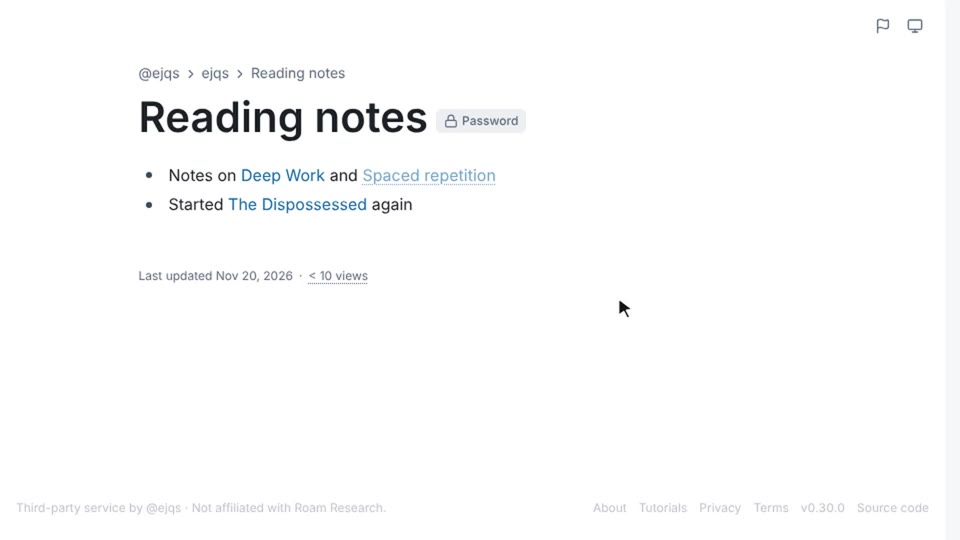 @ejqs > ejqs > Reading notes
Reading notes Password
• Notes on Deep Work and Spaced repetition
• Started The Dispossessed again
Last updated Nov 20, 2026 · < 10 views
Third-party service by @ejqs · Not affiliated with Roam Research. About Tutorials Privacy Terms v0.30.0 Source code